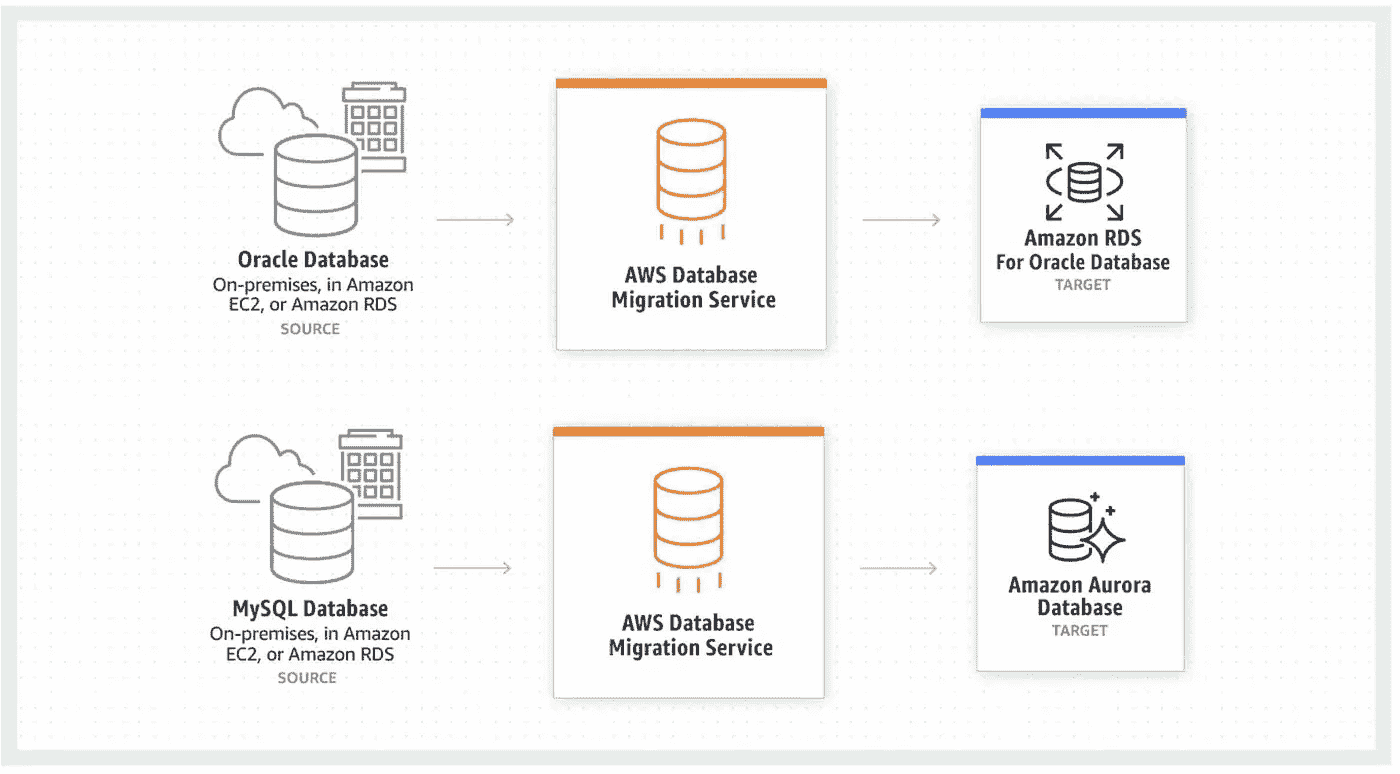 Oracle Database
On-premises, in Amazon
EC2, or Amazon RDS
SOURCE
AWS Database
Migration Service
Amazon RDS
For Oracle Database
TARGET
MySQL Database
On-premises, in Amazon
EC2, or Amazon RDS
SOURCE
AWS Database
Migration Service
Amazon Aurora
Database
TARGET